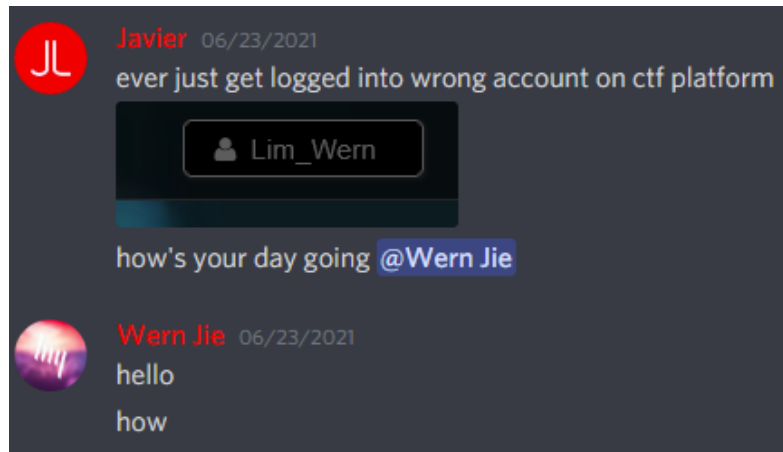 JL
Javier 06/23/2021
ever just get logged into wrong account on ctf platform
Lim_Wern
how's your day going @Wern Jie
Wern Jie 06/23/2021
hello
how